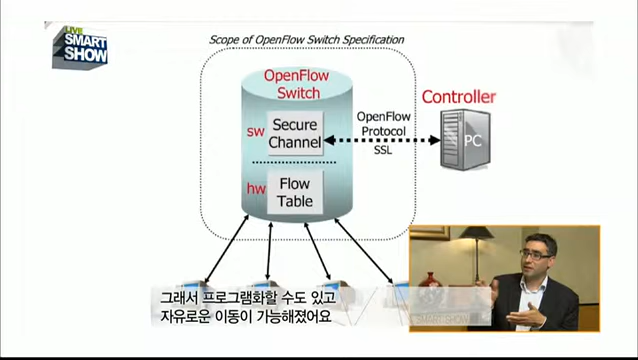 LIVE
SMART
SHOW
Scope of OpenFlow Switch Specification
OpenFlow
Switch
sw
Secure
Channel
hw
Flow
Table
OpenFlow
Protocol
SSL
Controller
PC
그래서 프로그램화할 수도 있고
자유로운 이동이 가능해졌어요